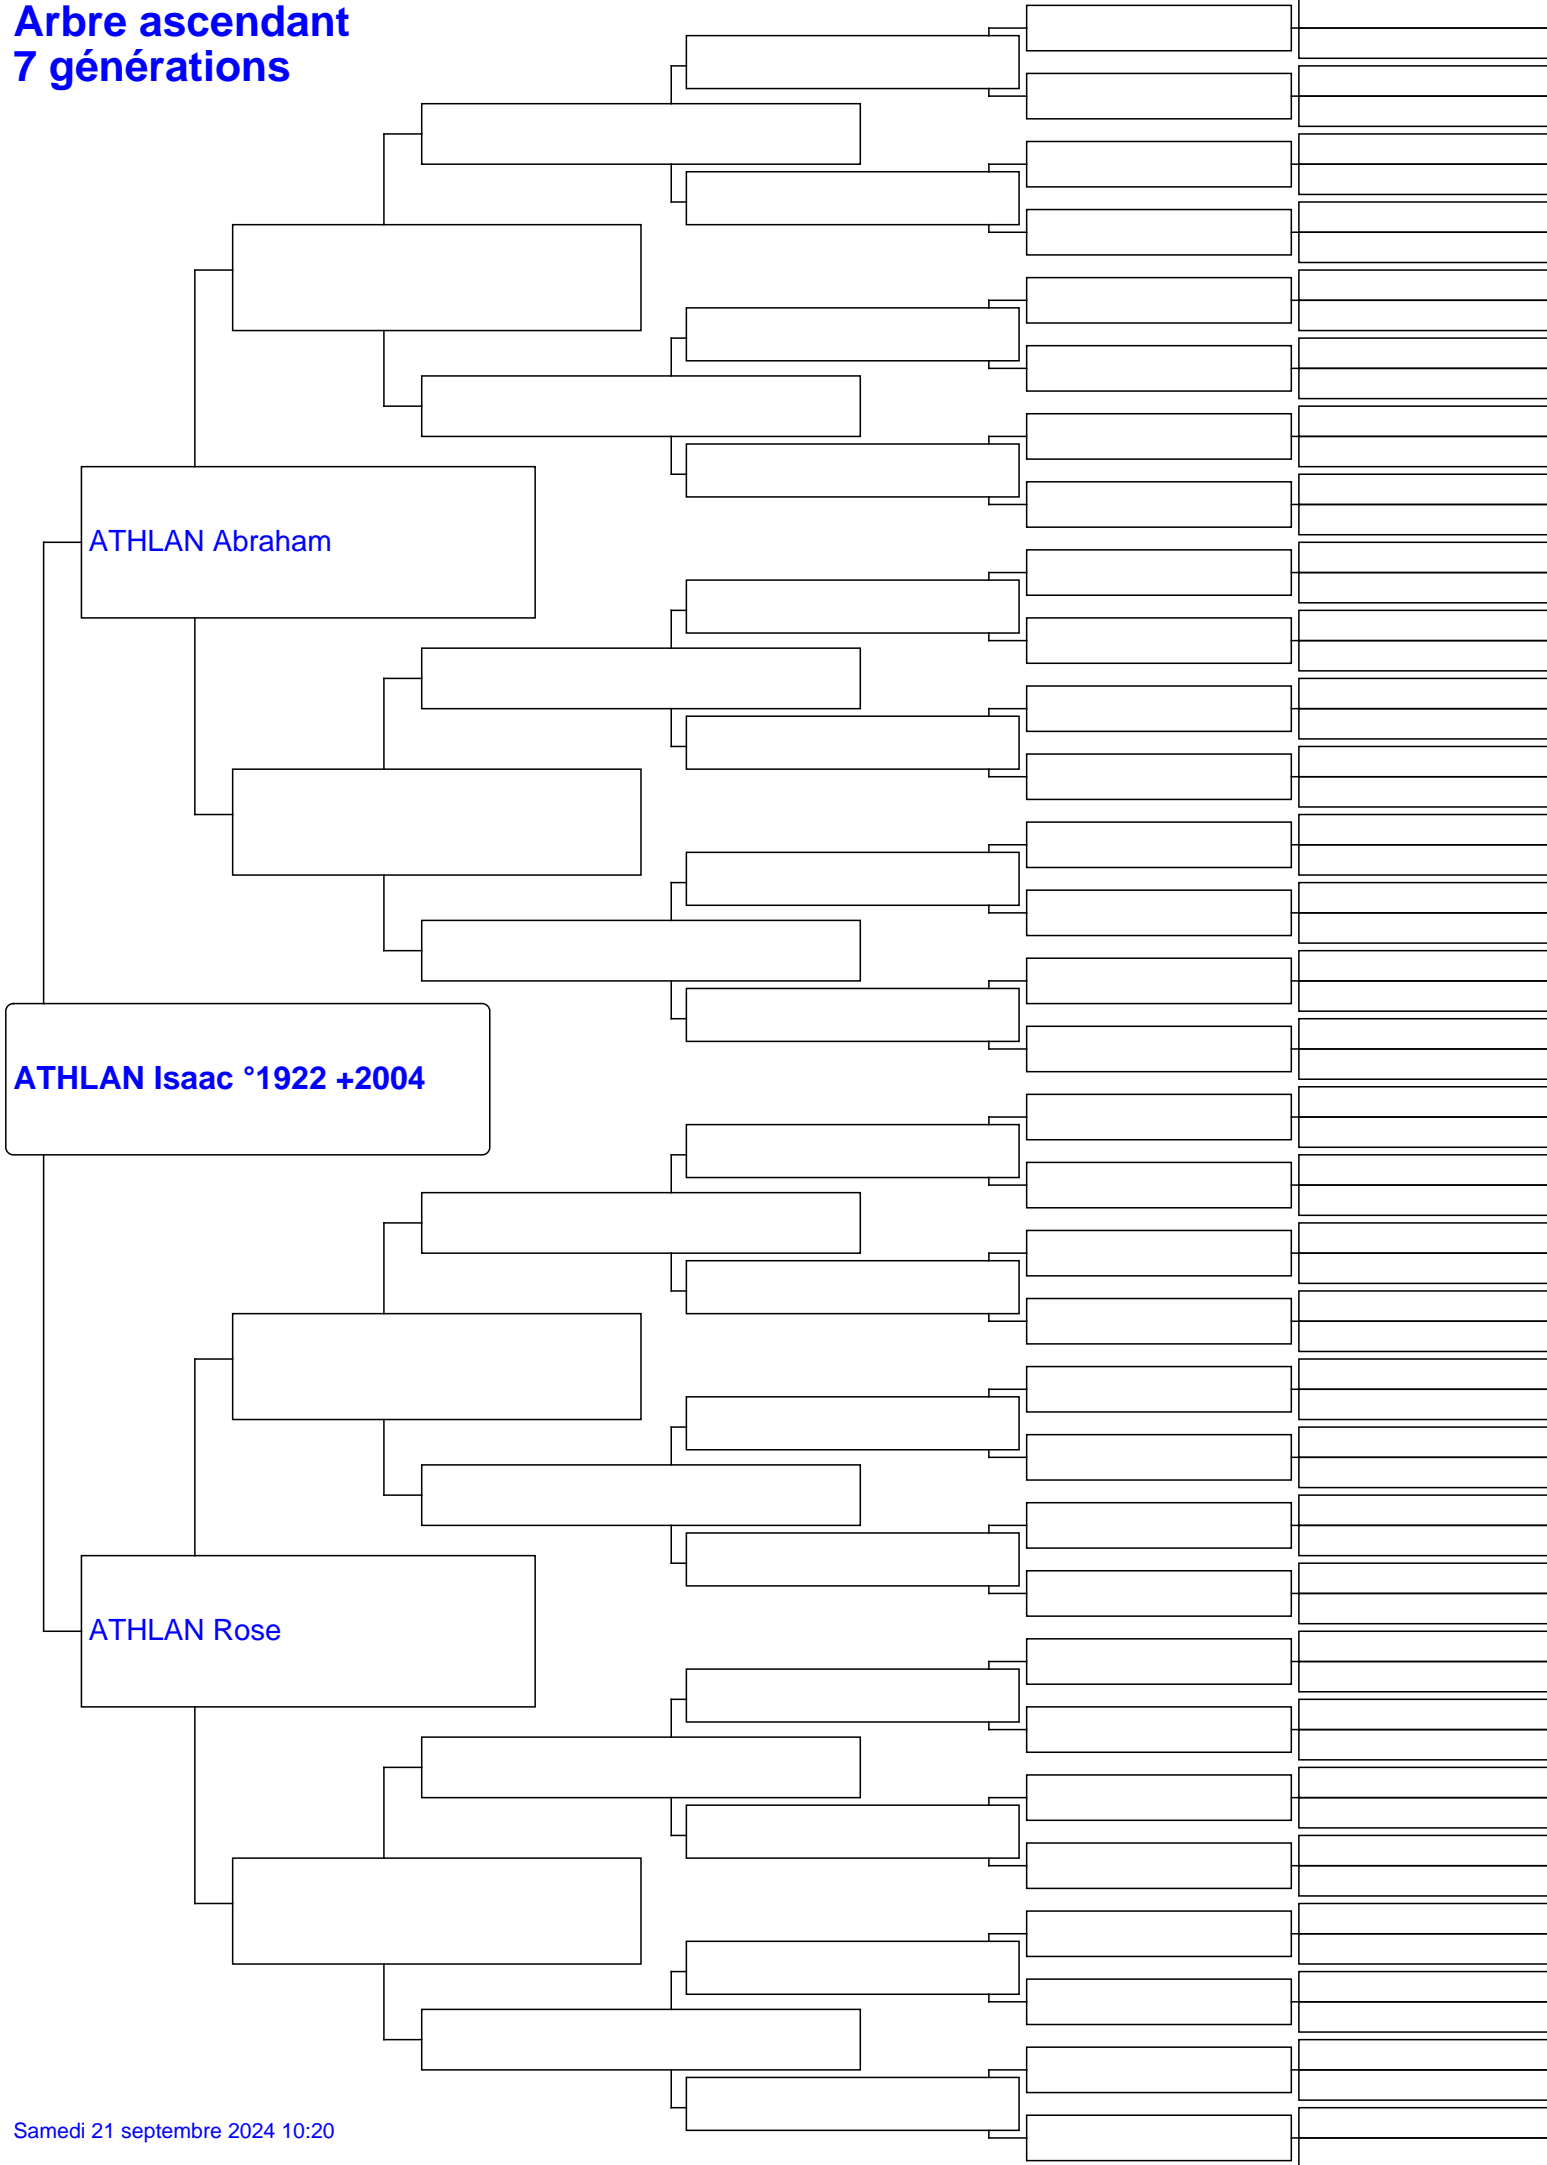 Arbre ascendant
7 générations
ATHLAN Abraham
ATHLAN Isaac °1922 +2004
ATHLAN Rose
Samedi 21 septembre 2024 10:20